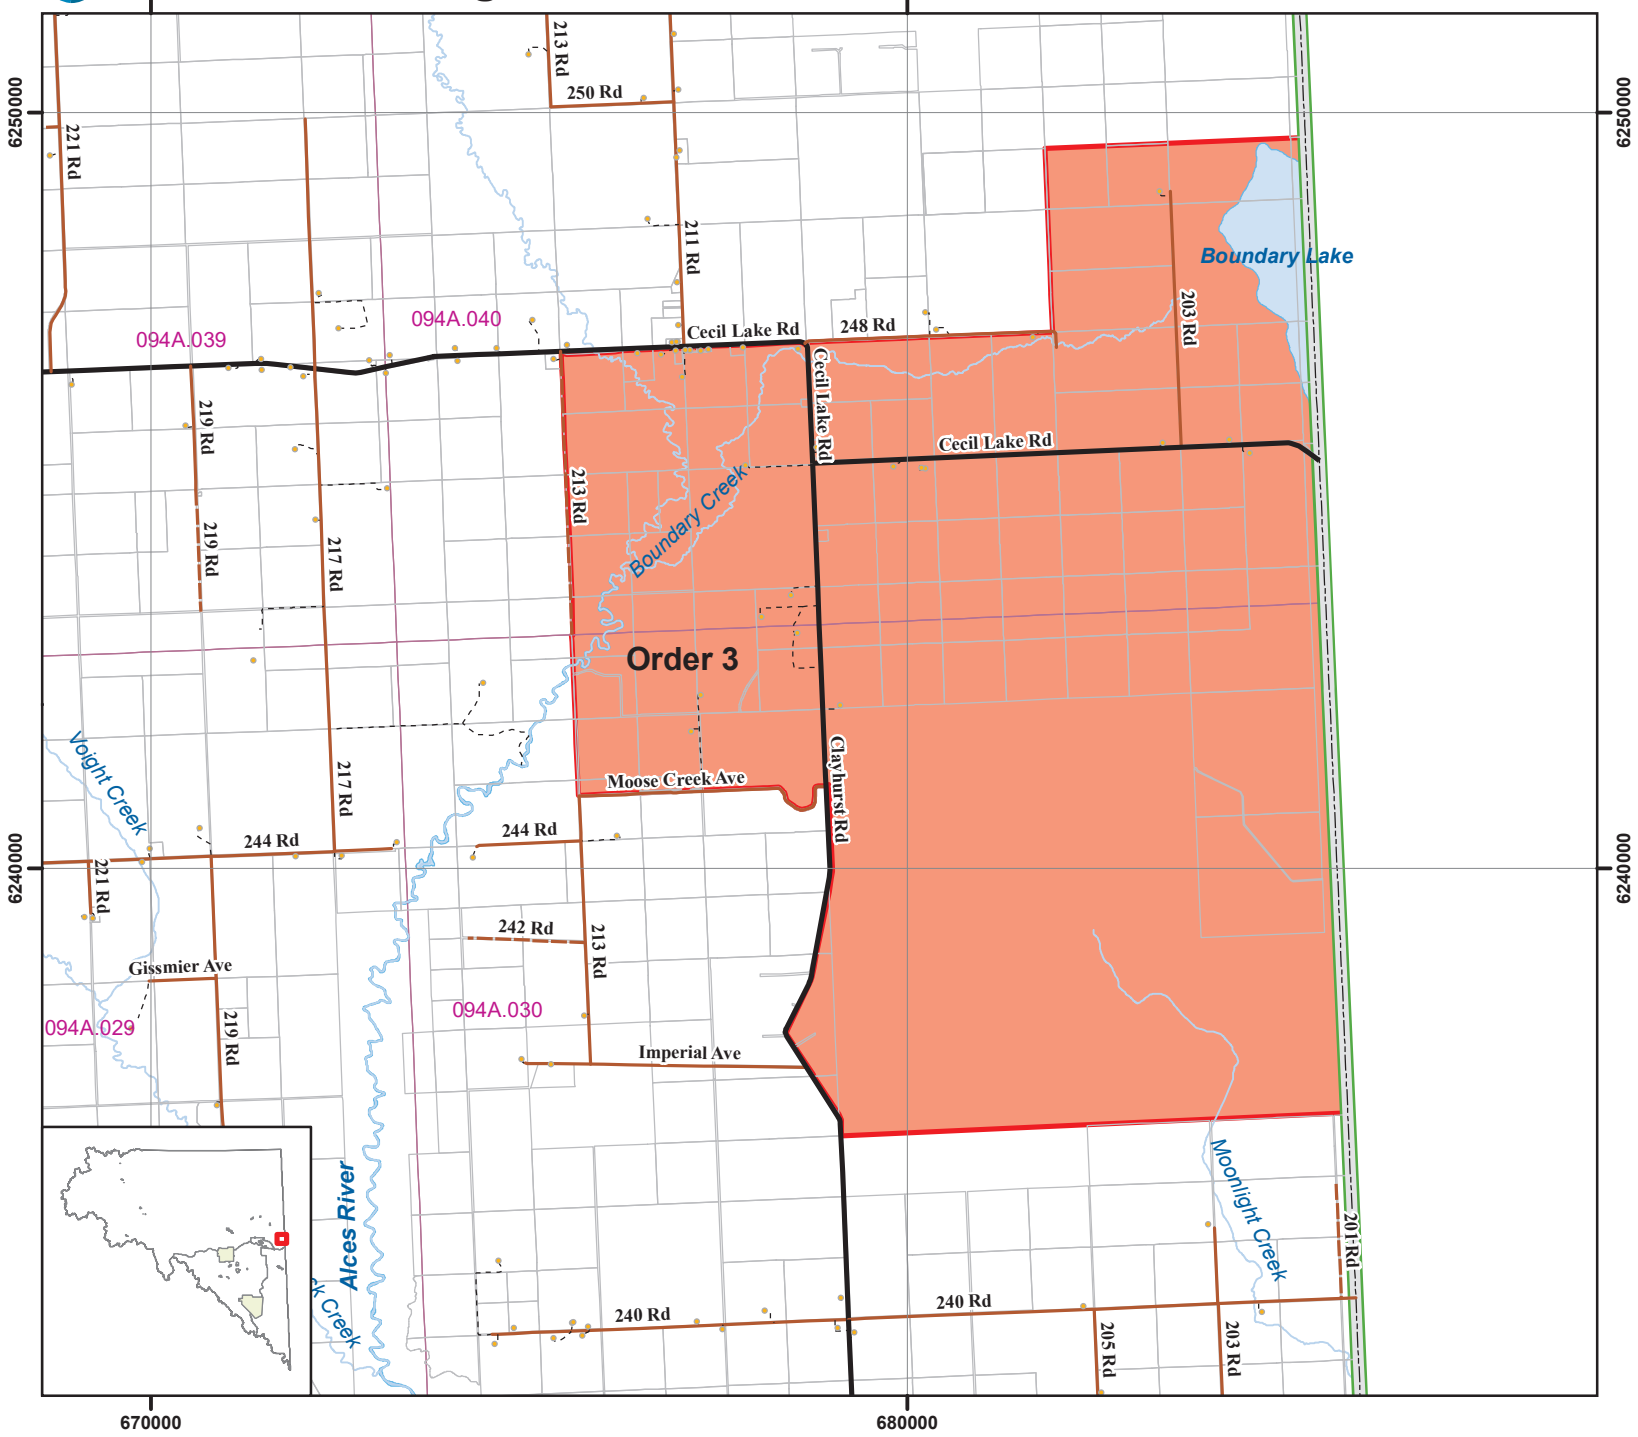 213 Rd
250 Rd
6250000
6250000
221 Rd
211 Rd
Boundary Lake
094A.039
094A.040
Cecil Lake Rd
248 Rd
203 Rd
Cecil Lake Rd
219 Rd
Cecil Lake Rd
213 Rd
Boundary Creek
219 Rd
217 Rd
Order 3
Voight Creek
217 Rd
Moose Creek Ave
Clayhurst Rd
244 Rd
244 Rd
6240000
6240000
221 Rd
242 Rd
213 Rd
Gissmier Ave
094A.029
094A.030
219 Rd
Imperial Ave
Alces River
Moonlight Creek
201 Rd
ck Creek
240 Rd
240 Rd
205 Rd
203 Rd
670000
680000